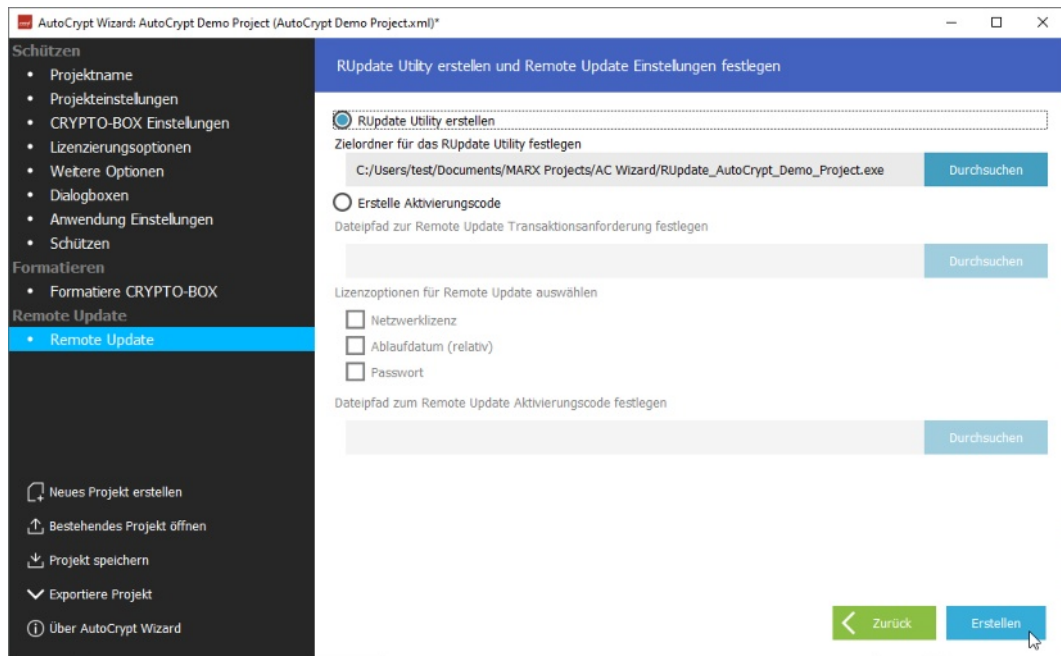 AutoCrypt Wizard: AutoCrypt Demo Project (AutoCrypt Demo Project.xml)*
Schützen
• Projektname
• Projekteinstellungen
• CRYPTO-BOX Einstellungen
• Lizenzierungsoptionen
• Weitere Optionen
• Dialogboxen
• Anwendung Einstellungen
• Schützen
Formatieren
• Formatiere CRYPTO-BOX
Remote Update
• Remote Update
Neues Projekt erstellen
Bestehendes Projekt öffnen
Projekt speichern
Exportiere Projekt
Über AutoCrypt Wizard
RUpdate Utilty erstellen und Remote Update Einstellungen festlegen
RUpdate Utility erstellen
Zielordner für das RUpdate Utility festlegen
C:/Users/test/Documents/MARX Projects/AC Wizard/RUpdate_AutoCrypt_Demo_Project.exe
Durchsuchen
Erstelle Aktivierungscode
Dateipfad zur Remote Update Transaktionsanforderung festlegen
Durchsuchen
Lizenzoptionen für Remote Update auswählen
Netzwerklizenz
Ablaufdatum (relativ)
Passwort
Dateipfad zum Remote Update Aktivierungscode festlegen
Durchsuchen
Zurück
Erstellen